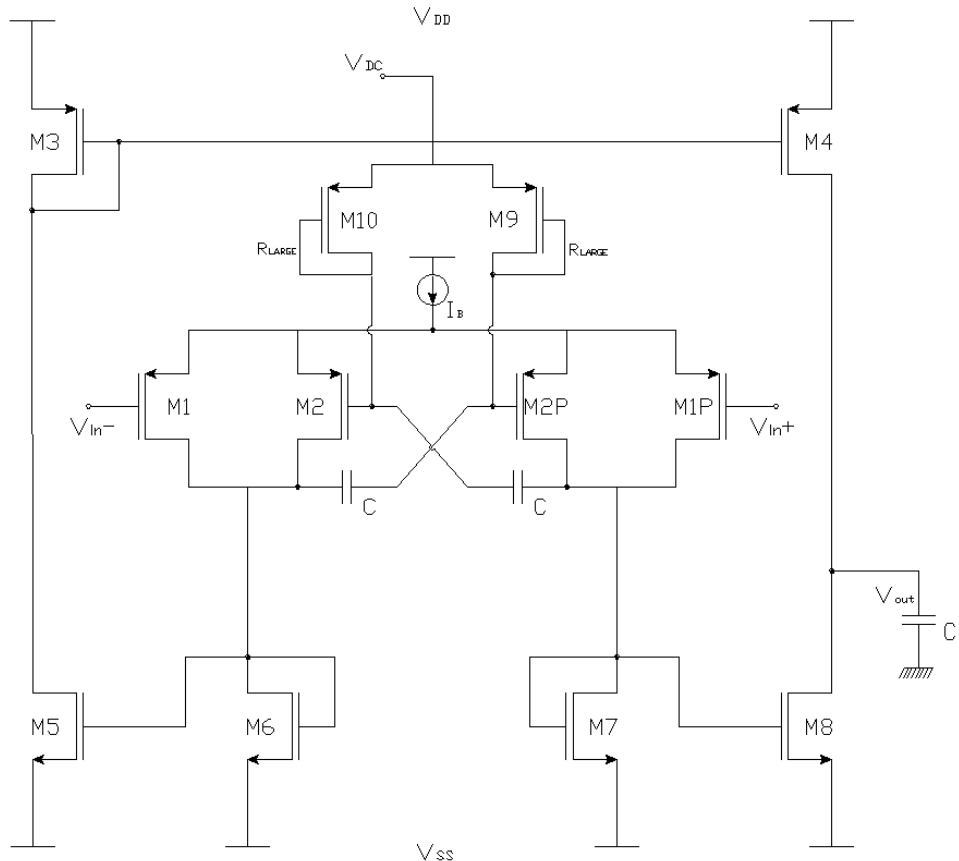 VDD
VDC
M3
M4
M10
M9
RLARGE
RLARGE
IB
M1
M2
M2P
M1P
VIn-
VIn+
C
C
Vout
C
M5
M6
M7
M8
VSS